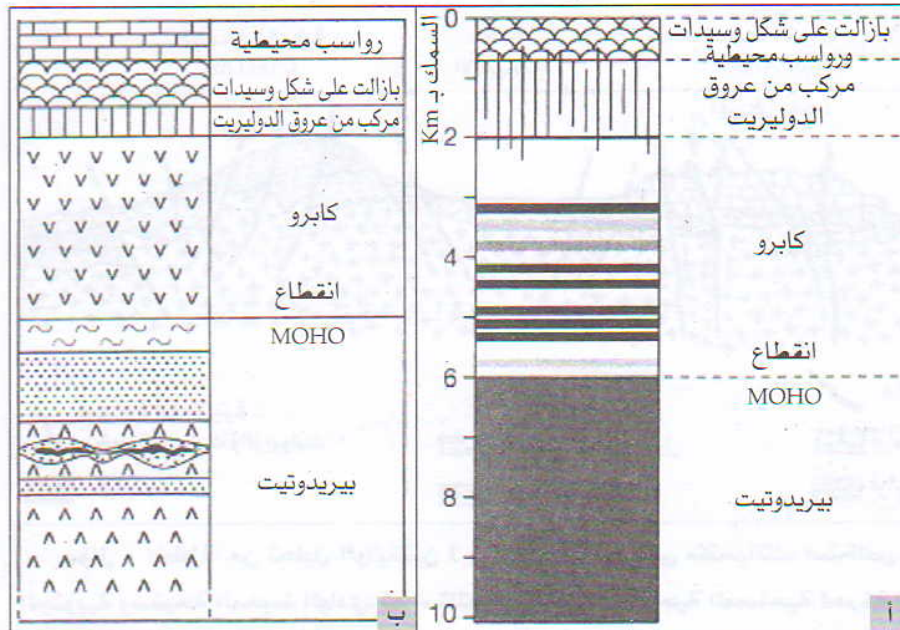 السمك ب Km
0
2
4
6
8
10
بازالت على شكل وسيدات
ورواسب محيطية
مركب من عروق
الدوليريت
كابرو
انقطاع
MOHO
بيريدوتيت
أ
رواسب محيطية
بازالت على شكل وسيدات
مركب من عروق الدوليريت
كابرو
انقطاع
MOHO
بيريدوتيت
ب